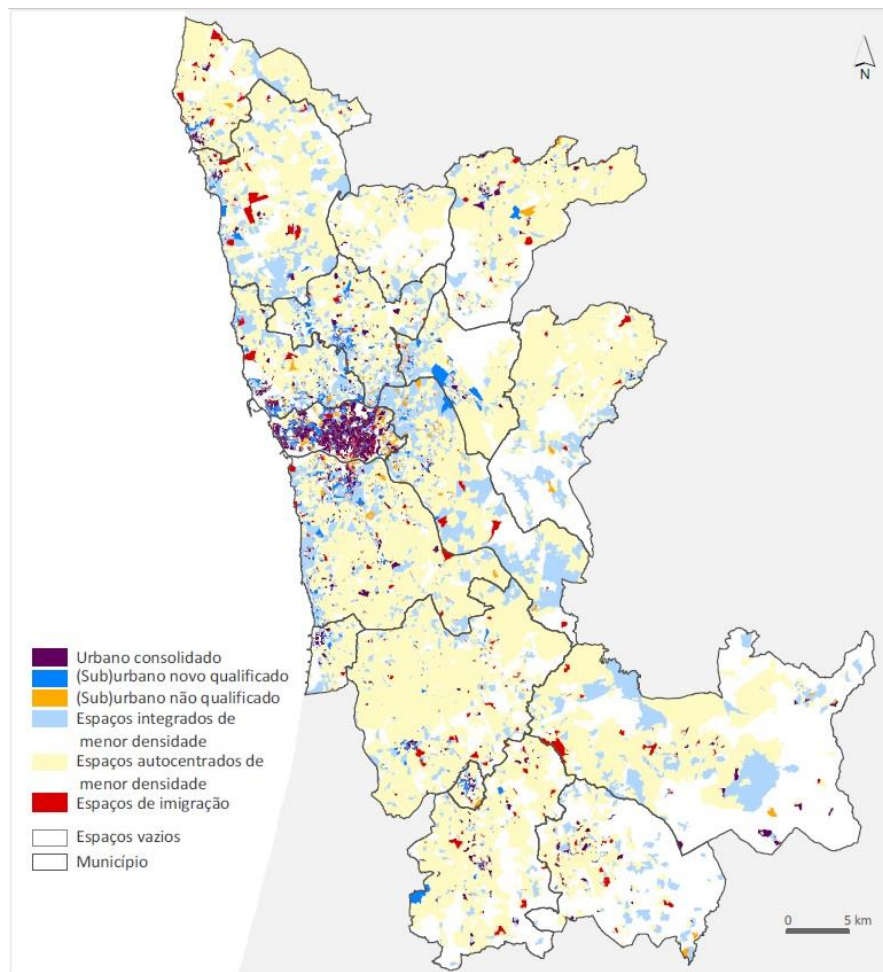 N
Urbano consolidado
(Sub)urbano novo qualificado
(Sub)urbano não qualificado
Espaços integrados de
menor densidade
Espaços autocentrados de
menor densidade
Espaços de imigração
Espaços vazios
Município
0 5 km